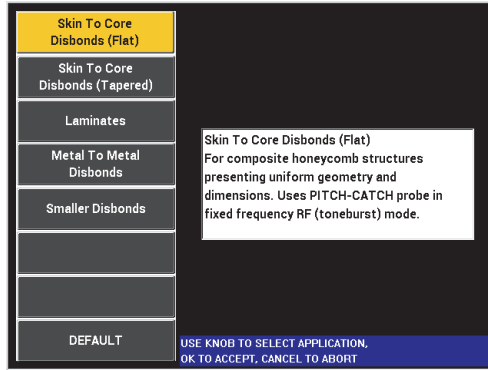 Skin To Core
Disbonds (Flat)
Skin To Core
Disbonds (Tapered)
Laminates
Metal To Metal
Disbonds
Smaller Disbonds
DEFAULT
Skin To Core Disbonds (Flat)
For composite honeycomb structures
presenting uniform geometry and
dimensions. Uses PITCH-CATCH probe in
fixed frequency RF (toneburst) mode.
USE KNOB TO SELECT APPLICATION,
OK TO ACCEPT, CANCEL TO ABORT